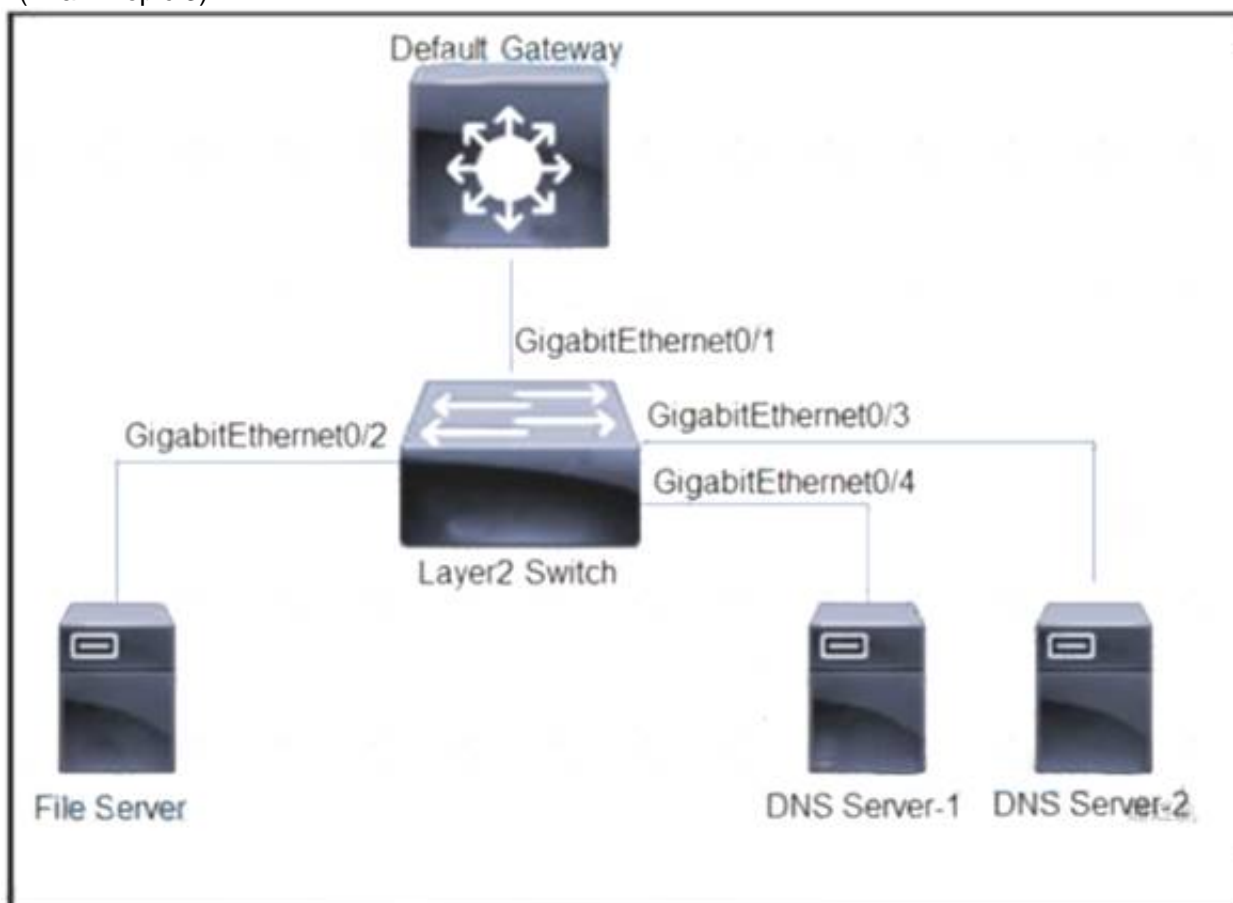 Default Gateway
GigabitEthernet0/1
GigabitEthernet0/2
GigabitEthernet0/3
GigabitEthernet0/4
Layer2 Switch
File Server
DNS Server-1
DNS Server-2